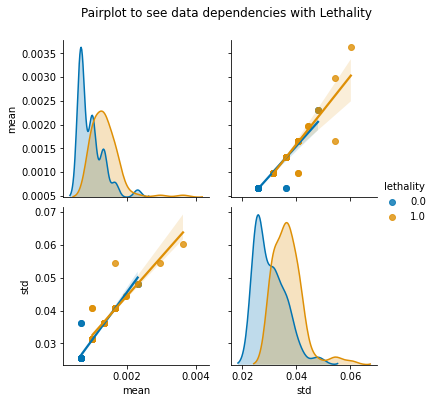 Pairplot to see data dependencies with Lethality
0.0035
0.0030
0.0025
0.0020
0.0015
0.0010
0.0005
mean
lethality
0.0
1.0
0.07
0.06
0.05
0.04
0.03
std
0.002 0.004
mean
0.02 0.04 0.06
std